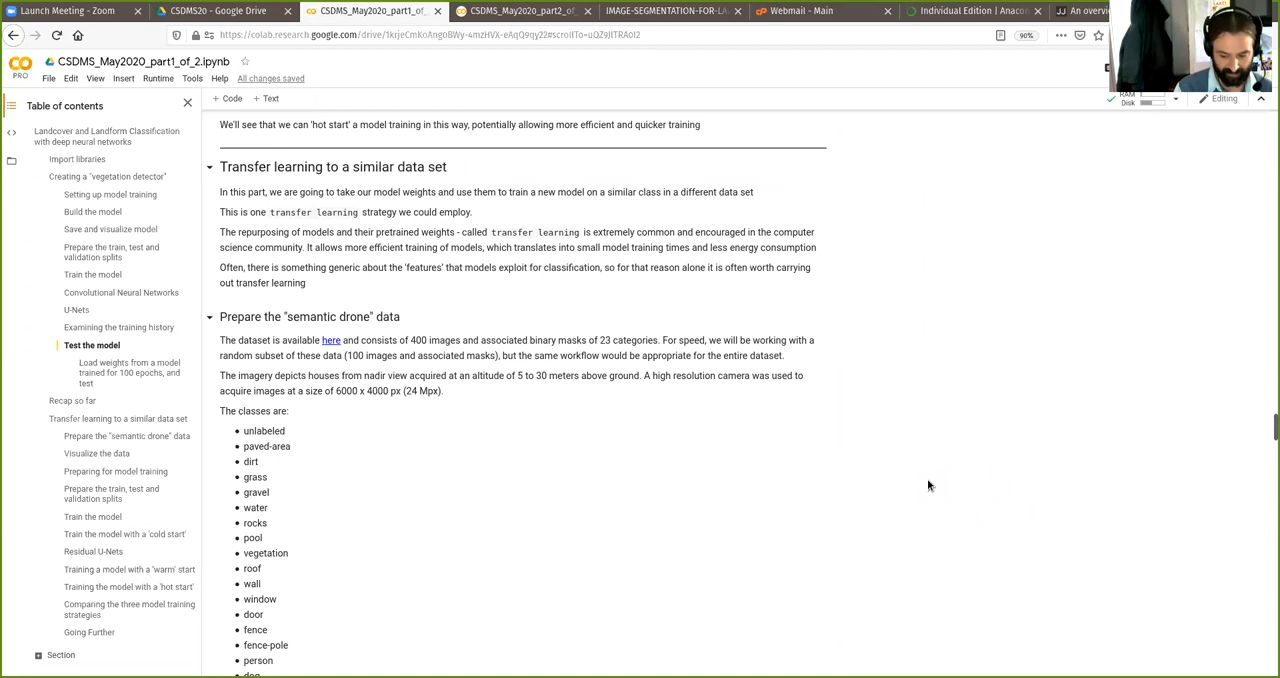 Launch Meeting - Zoom
CSDMS20 - Google Drive
CSDMS_May2020_part1_of_
CSDMS_May2020_part2_of_
IMAGE-SEGMENTATION-FOR-LA
Webmail - Main
Individual Edition | Anacon
An overvi
https://colab.research.google.com/drive/1krjeCmKoAng0BWy-4mzHVX-eAqQ9qy22#scrollTo=uQZ9JITRA0I2
90%
CO
PRO
CSDMS_May2020_part1_of_2.ipynb
File Edit View Insert Runtime Tools Help All changes saved
Table of contents
+ Code + Text
RAM
Disk
Editing
Landcover and Landform Classification
with deep neural networks
Import libraries
Creating a "vegetation detector"
Setting up model training
Build the model
Save and visualize model
Prepare the train, test and
validation splits
Train the model
Convolutional Neural Networks
U-Nets
Examining the training history
Test the model
Load weights from a model
trained for 100 epochs, and
test
Recap so far
Transfer learning to a similar data set
Prepare the "semantic drone" data
Visualize the data
Preparing for model training
Prepare the train, test and
validation splits
Train the model
Train the model with a 'cold start'
Residual U-Nets
Training a model with a 'warm' start
Training the model with a 'hot start'
Comparing the three model training
strategies
Going Further
Section
We'll see that we can 'hot start' a model training in this way, potentially allowing more efficient and quicker training
Transfer learning to a similar data set
In this part, we are going to take our model weights and use them to train a new model on a similar class in a different data set
This is one transfer learning strategy we could employ.
The repurposing of models and their pretrained weights - called transfer learning is extremely common and encouraged in the computer
science community. It allows more efficient training of models, which translates into small model training times and less energy consumption
Often, there is something generic about the 'features' that models exploit for classification, so for that reason alone it is often worth carrying
out transfer learning
Prepare the "semantic drone" data
The dataset is available here and consists of 400 images and associated binary masks of 23 categories. For speed, we will be working with a
random subset of these data (100 images and associated masks), but the same workflow would be appropriate for the entire dataset.
The imagery depicts houses from nadir view acquired at an altitude of 5 to 30 meters above ground. A high resolution camera was used to
acquire images at a size of 6000 x 4000 px (24 Mpx).
The classes are:
• unlabeled
• paved-area
• dirt
• grass
• gravel
• water
• rocks
• pool
• vegetation
• roof
• wall
• window
• door
• fence
• fence-pole
• person
• dog